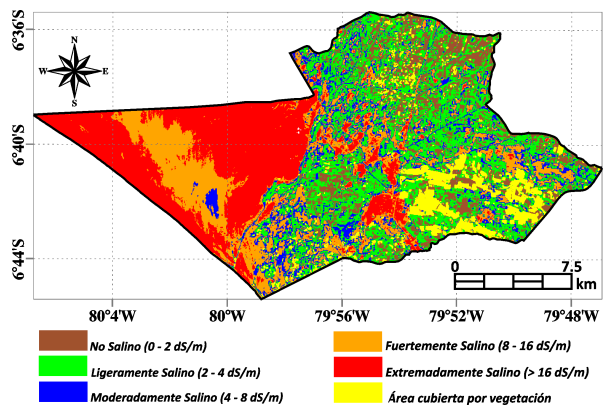 6°36'S
6°40'S
6°44'S
N
W E
S
0 7.5
km
80°4'W 80°W 79°56'W 79°52'W 79°48'W
No Salino (0 - 2 dS/m)
Ligeramente Salino (2 - 4 dS/m)
Moderadamente Salino (4 - 8 dS/m)
Fuertemente Salino (8 - 16 dS/m)
Extremadamente Salino (> 16 dS/m)
Área cubierta por vegetación